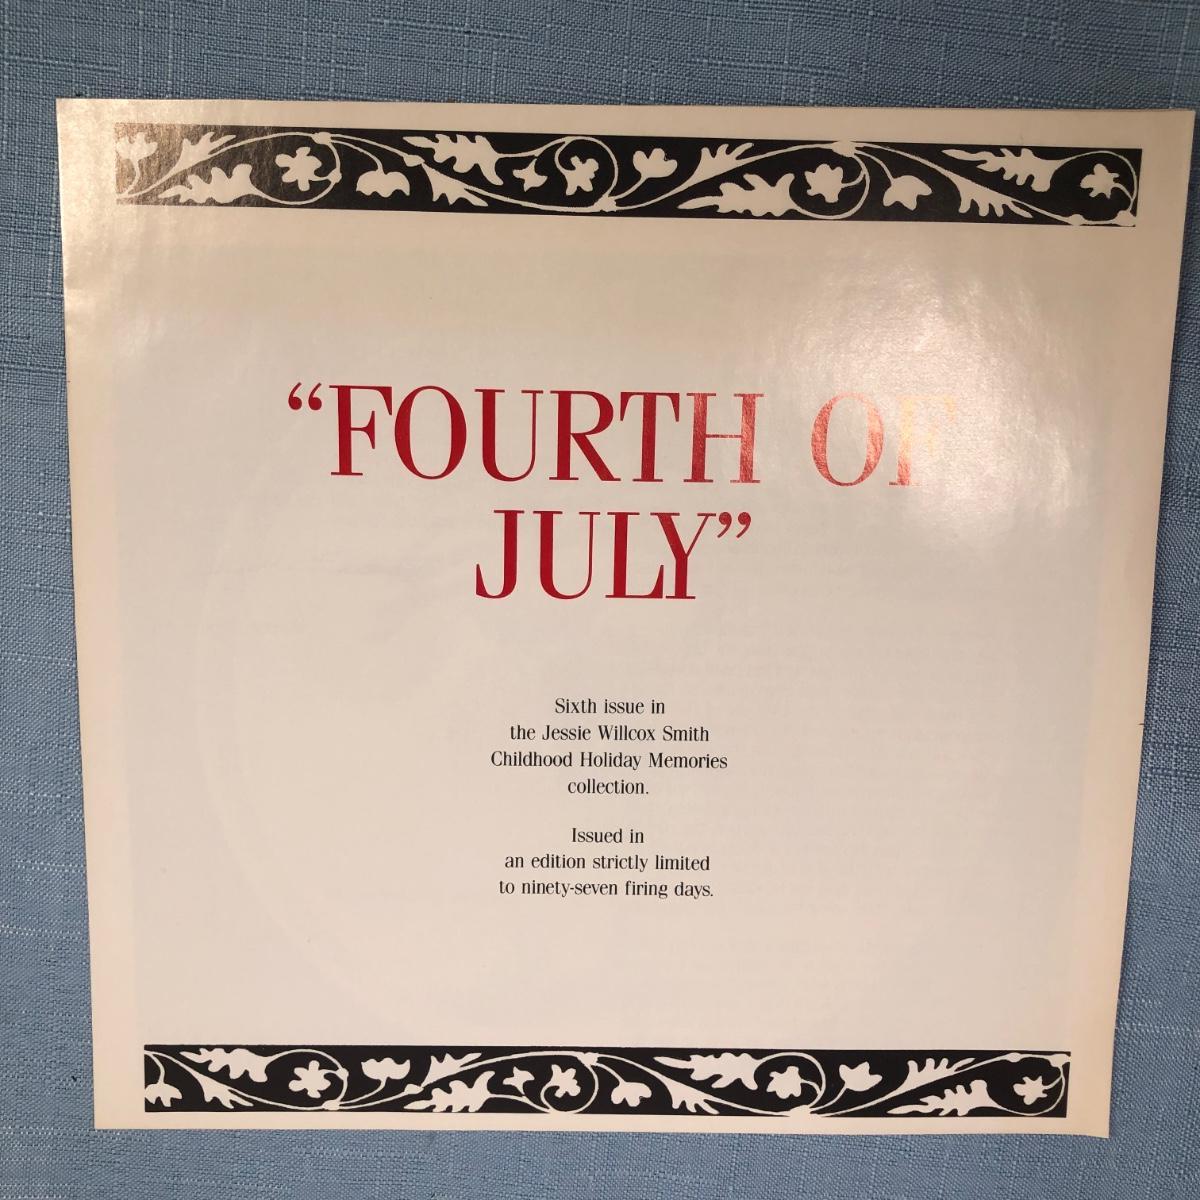 “FOURTH OF
JULY”
Sixth issue in
the Jessie Willcox Smith
Childhood Holiday Memories
collection.
Issued in
an edition strictly limited
to ninety-seven firing days.